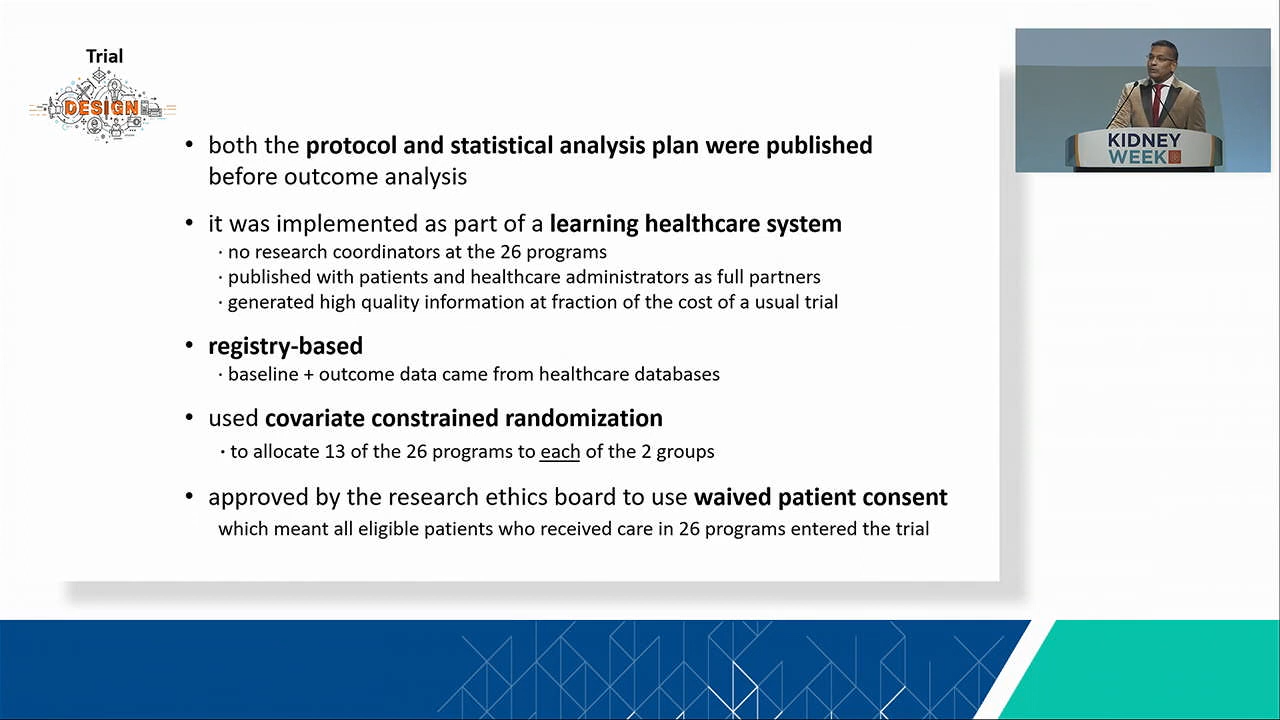 Trial
DESIGN
• both the protocol and statistical analysis plan were published
before outcome analysis
• it was implemented as part of a learning healthcare system
· no research coordinators at the 26 programs
· published with patients and healthcare administrators as full partners
· generated high quality information at fraction of the cost of a usual trial
• registry-based
· baseline + outcome data came from healthcare databases
• used covariate constrained randomization
· to allocate 13 of the 26 programs to each of the 2 groups
• approved by the research ethics board to use waived patient consent
which meant all eligible patients who received care in 26 programs entered the trial
KIDNEY
WEEK